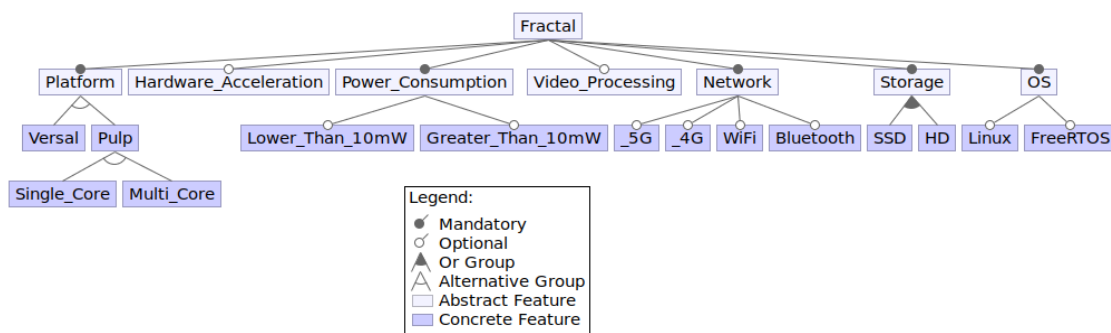 Fractal
Platform Hardware_Acceleration Power_Consumption Video_Processing Network Storage OS
Versal Pulp Lower_Than_10mW Greater_Than_10mW _5G _4G WiFi Bluetooth SSD HD Linux FreeRTOS
Single_Core Multi_Core
Legend:
Mandatory
Optional
Or Group
Alternative Group
Abstract Feature
Concrete Feature